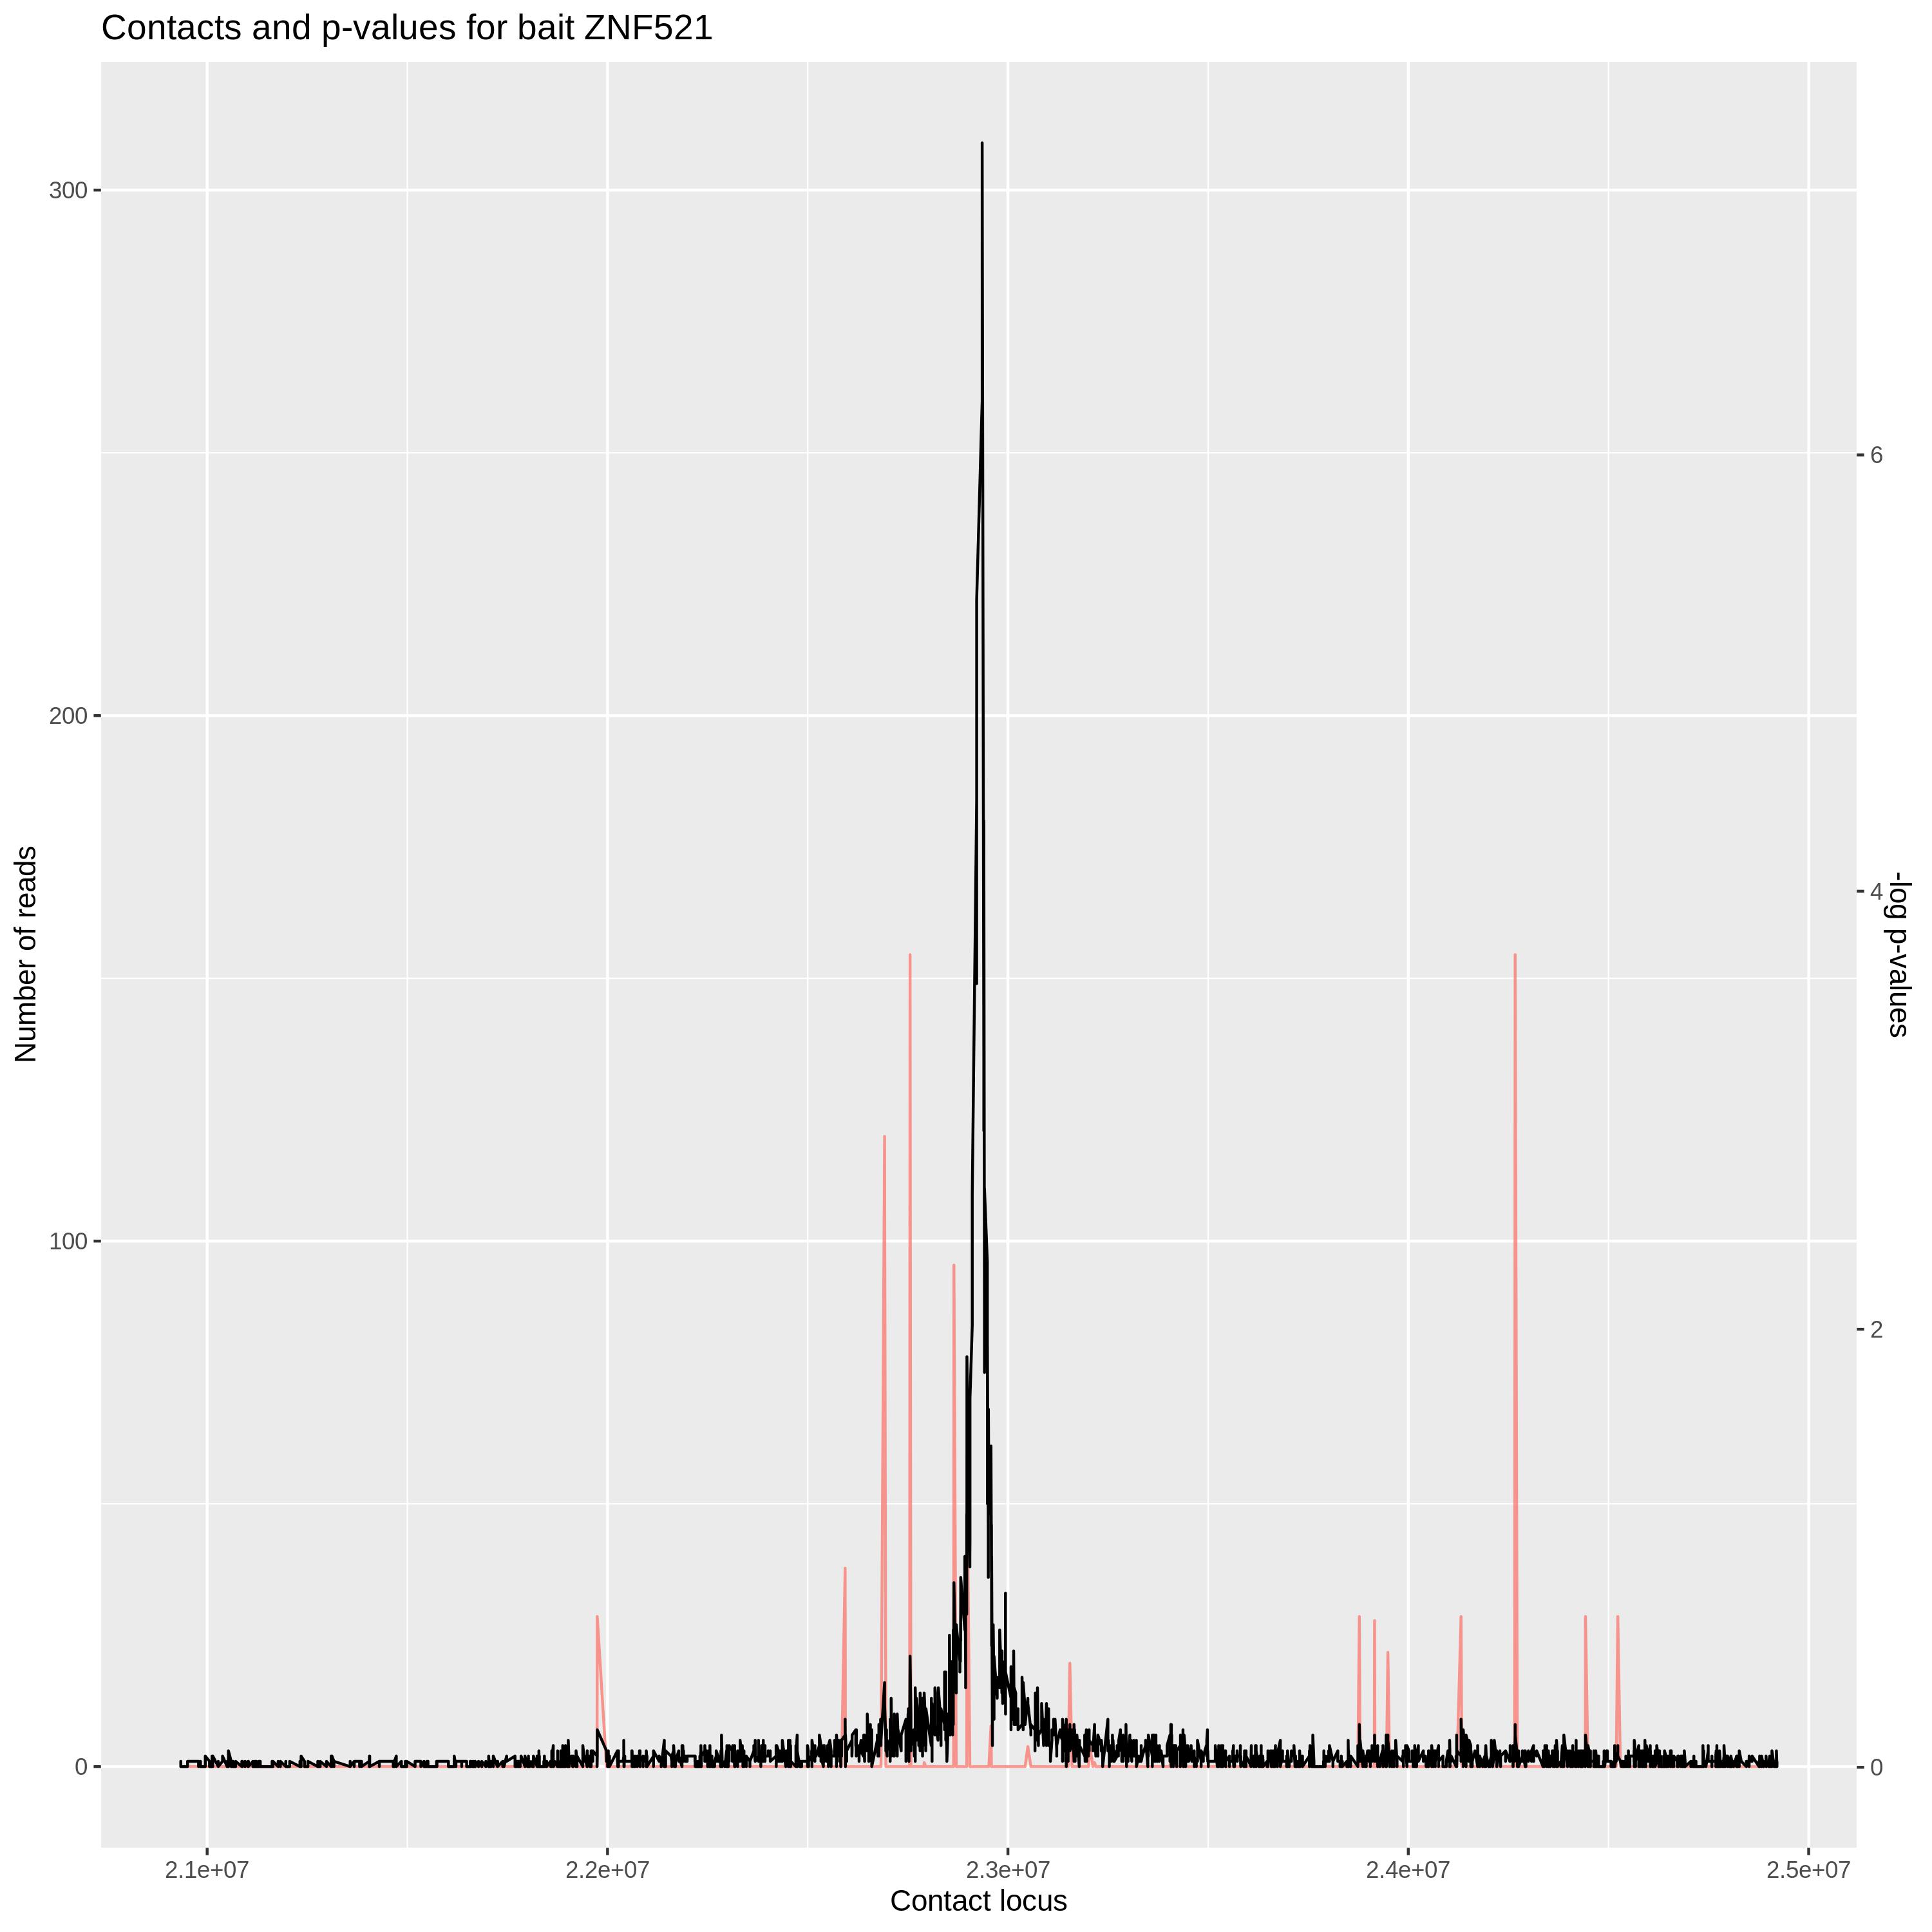 Contacts and p-values for bait ZNF521
300
200
100
0
Number of reads
6
4
2
0
-log p-values
2.1e+07 2.2e+07 2.3e+07 2.4e+07 2.5e+07
Contact locus